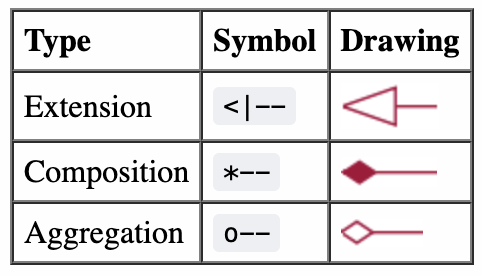 Type Symbol Drawing
Extension <|--
Composition *--
Aggregation o--